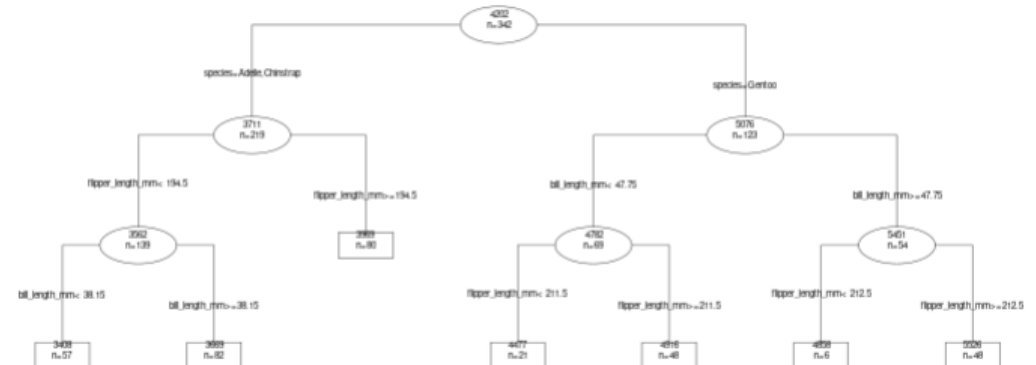 4202
n=342
species=Adelie,Chinstrap
species=Gentoo
3711
n=219
5076
n=123
flipper_length_mm< 194.5
flipper_length_mm>=194.5
bill_length_mm< 47.75
bill_length_mm>=47.75
3562
n=139
n=80
4782
n=69
5451
n=54
bill_length_mm< 38.15
bill_length_mm>=38.15
flipper_length_mm< 211.5
flipper_length_mm>=211.5
flipper_length_mm< 212.5
flipper_length_mm>=212.5
3408
n=57
n=82
4477
n=21
4916
n=48
n=6
5526
n=48